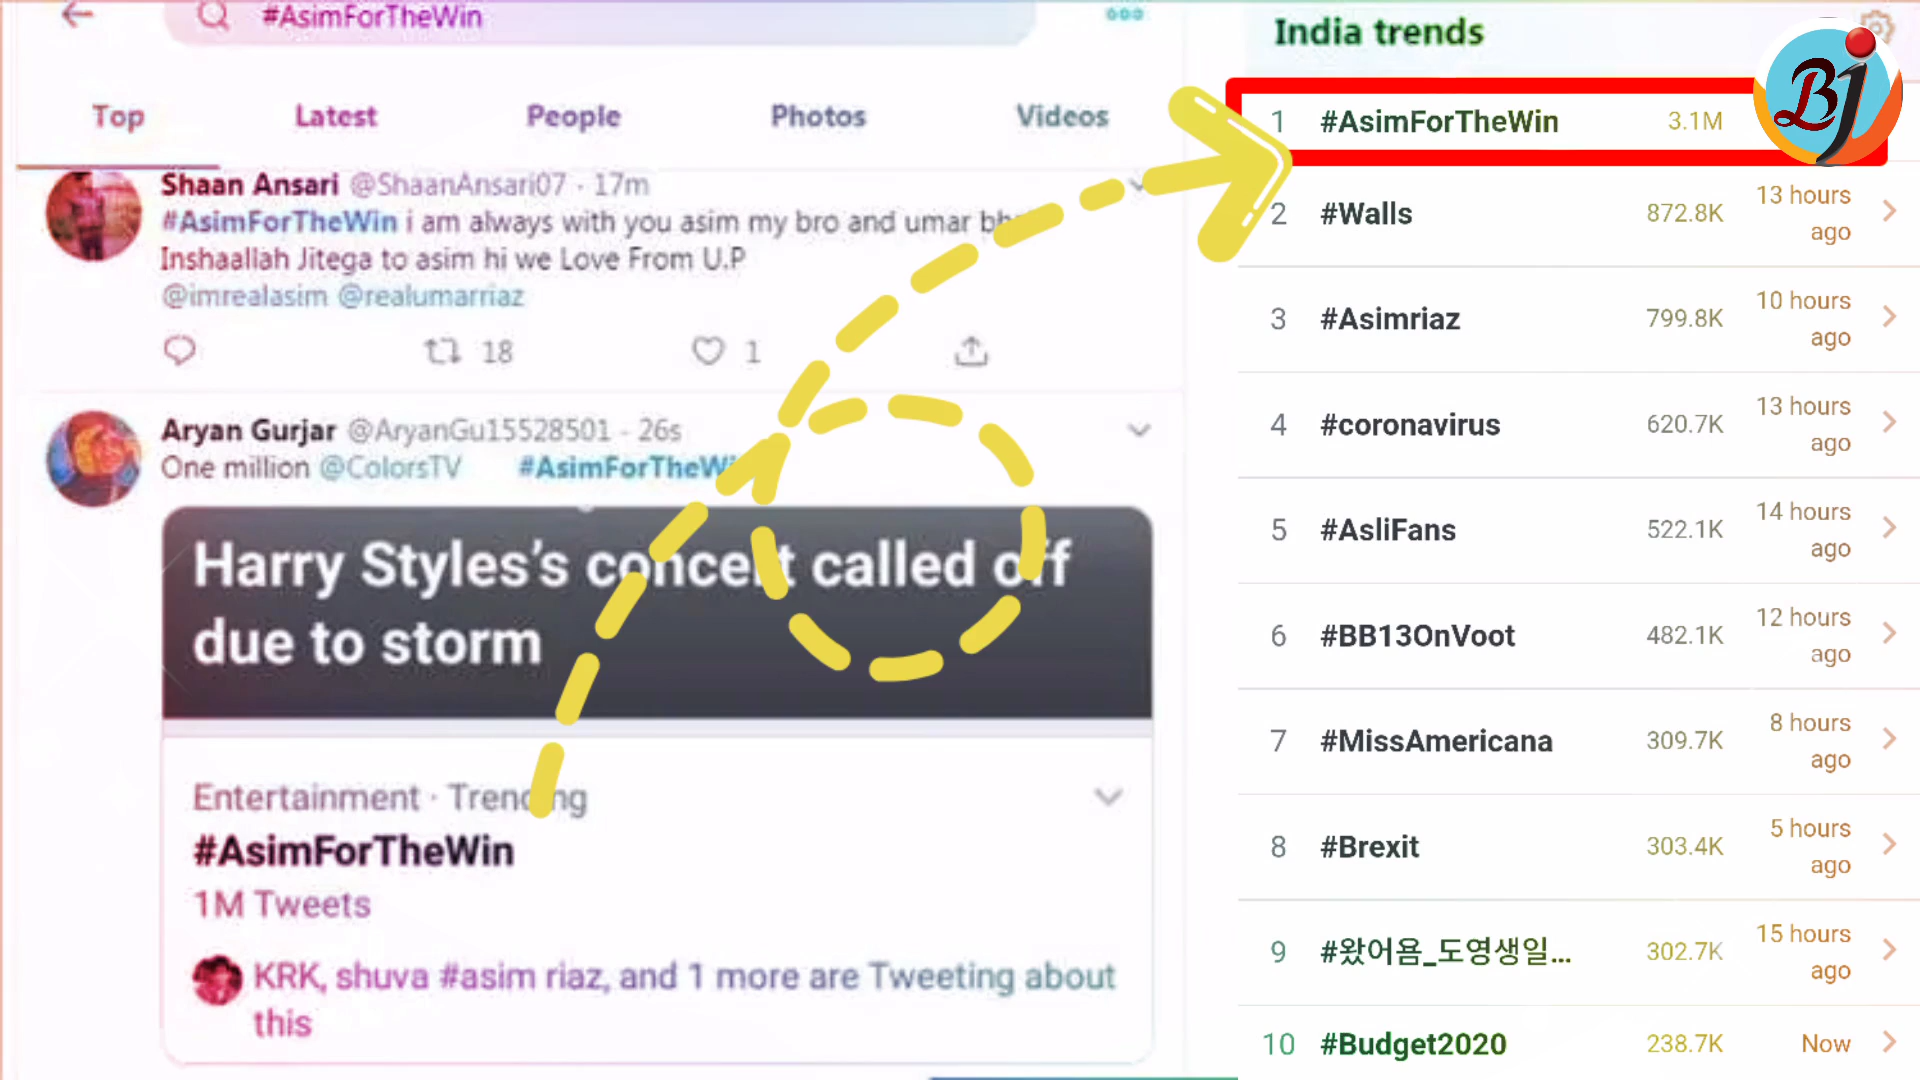 #AsimForTheWin
Top Latest People Photos Videos
Shaan Ansari @ShaanAnsari07 · 17m
#AsimForTheWin i am always with you asim my bro and umar
Inshaallah Jitega to asim hi we Love From U.P
@imrealasim @realumarriaz
18 1
Aryan Gurjar @AryanGu15528501 · 26s
One million @ColorsTV #AsimForTheWin
Harry Styles's concert called off
due to storm
Entertainment · Trending
#AsimForTheWin
1M Tweets
KRK, shuva #asim riaz, and 1 more are Tweeting about
this
India trends
BJ
1 #AsimForTheWin 3.1M
2 #Walls 872.8K 13 hours
ago
3 #Asimriaz 799.8K 10 hours
ago
4 #coronavirus 620.7K 13 hours
ago
5 #AsliFans 522.1K 14 hours
ago
6 #BB13OnVoot 482.1K 12 hours
ago
7 #MissAmericana 309.7K 8 hours
ago
8 #Brexit 303.4K 5 hours
ago
9 #왔어욤_도영생일... 302.7K 15 hours
ago
10 #Budget2020 238.7K Now